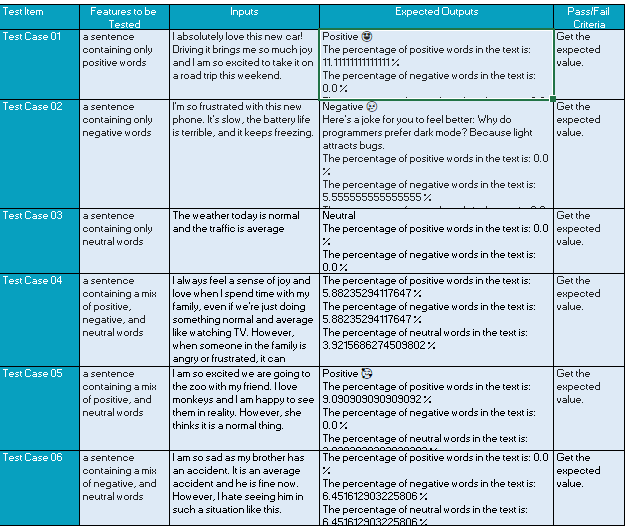 Test Item
Features to be
Tested
Inputs
Expected Outputs
Pass/Fail
Criteria
Test Case 01
a sentence
containing only
positive words
I absolutely love this new car!
Driving it brings me so much joy
and I am so excited to take it on
a road trip this weekend.
Positive
The percentage of positive words in the text is:
11.11111111111111 %
The percentage of negative words in the text is:
0.0 %
Get the
expected
value.
Test Case 02
a sentence
containing only
negative words
I'm so frustrated with this new
phone. It's slow, the battery life
is terrible, and it keeps freezing.
Negative
Here's a joke for you to feel better: Why do
programmers prefer dark mode? Because light
attracts bugs.
The percentage of positive words in the text is: 0.0
%
The percentage of negative words in the text is:
5.555555555555555 %
Get the
expected
value.
Test Case 03
a sentence
containing only
neutral words
The weather today is normal
and the traffic is average
Neutral
The percentage of positive words in the text is: 0.0
%
The percentage of negative words in the text is:
0.0 %
Get the
expected
value.
Test Case 04
a sentence
containing a mix
of positive,
negative, and
neutral words
I always feel a sense of joy and
love when I spend time with my
family, even if we're just doing
something normal and average
like watching TV. However,
when someone in the family is
angry or frustrated, it can
The percentage of positive words in the text is:
5.88235294117647 %
The percentage of negative words in the text is:
5.88235294117647 %
The percentage of neutral words in the text is:
3.9215686274509802 %
Get the
expected
value.
Test Case 05
a sentence
containing a mix
of positive, and
neutral words
I am so excited we are going to
the zoo with my friend. I love
monkeys and I am happy to see
them in reality. However, she
thinks it is a normal thing.
Positive
The percentage of positive words in the text is:
9.090909090909092 %
The percentage of negative words in the text is:
0.0 %
The percentage of neutral words in the text is:
Get the
expected
value.
Test Case 06
a sentence
containing a mix
of negative, and
neutral words
I am so sad as my brother has
an accident. It is an average
accident and he is fine now.
However, I hate seeing him in
such a situation like this.
The percentage of positive words in the text is: 0.0
%
The percentage of negative words in the text is:
6.451612903225806 %
The percentage of neutral words in the text is:
6.451612903225806 %
Get the
expected
value.